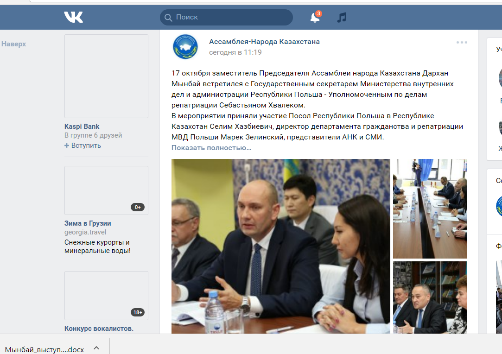 Поиск
Наверх
Ассамблея-Народа Казахстана
сегодня в 11:19
17 октября заместитель Председателя Ассамблеи народа Казахстана Дархан
Мынбай встретился с Государственным секретарем Министерства внутренних
дел и администрации Республики Польша - Уполномоченным по делам
репатриации Себастьяном Хвалеком.
В мероприятии приняли участие Посол Республики Польша в Республике
Казахстан Селим Хазбиевич, директор департамента гражданства и репатриации
МВД Польши Марек Зелинский, представители АНК и СМИ.
Показать полностью…
Kaspi Bank
В группе 6 друзей
+ Вступить
0+
Зима в Грузии
georgia.travel
Снежные курорты и
минеральные воды!
18+
Конкурс вокалистов.
Мынбай_выступ....docx